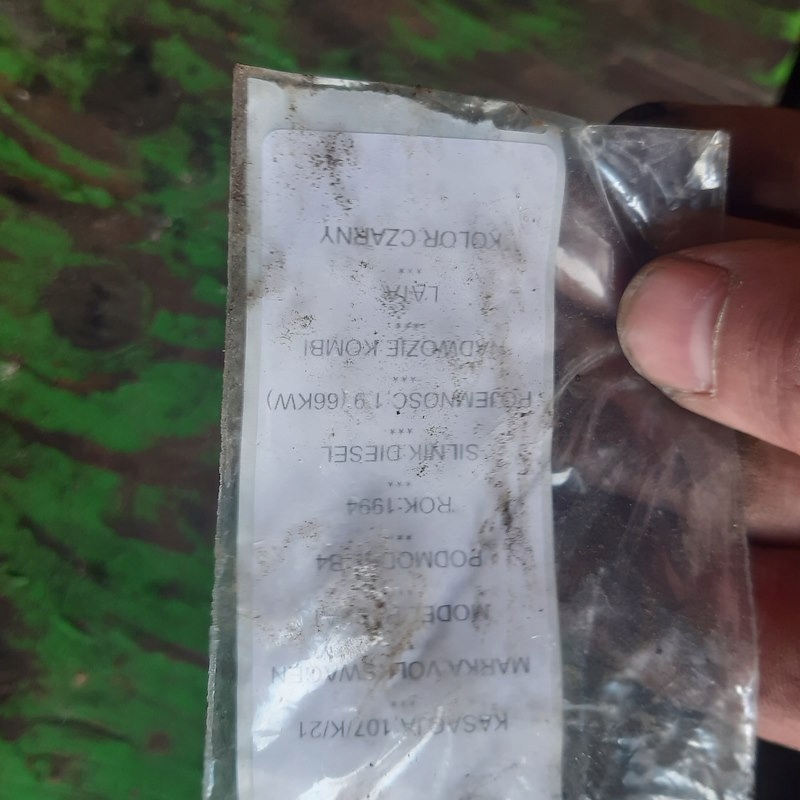 KASACJA 107/K/21
***
MARKA VOLKSWAGEN
*
MODEL
PODMODEL B4
**
ROK:1994
***
SILNIK DIESEL
***
POJEMNOSC 1.9 (66KW)
***
NADWOZIE KOMBI
***
LATA
***
KOLOR CZARNY